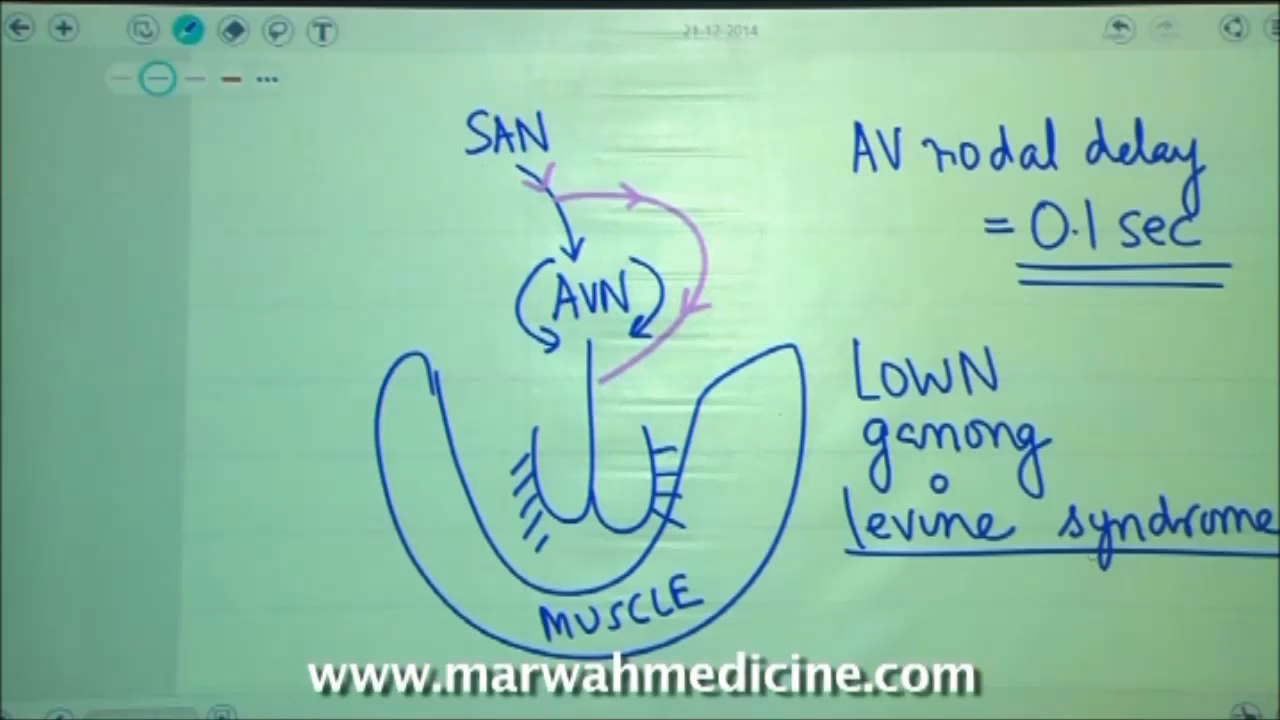 21-12-2014
T
SAN
AVN
MUSCLE
AV nodal delay
= 0.1 sec
LOWN
ganong
levine syndrome
www.marwahmedicine.com